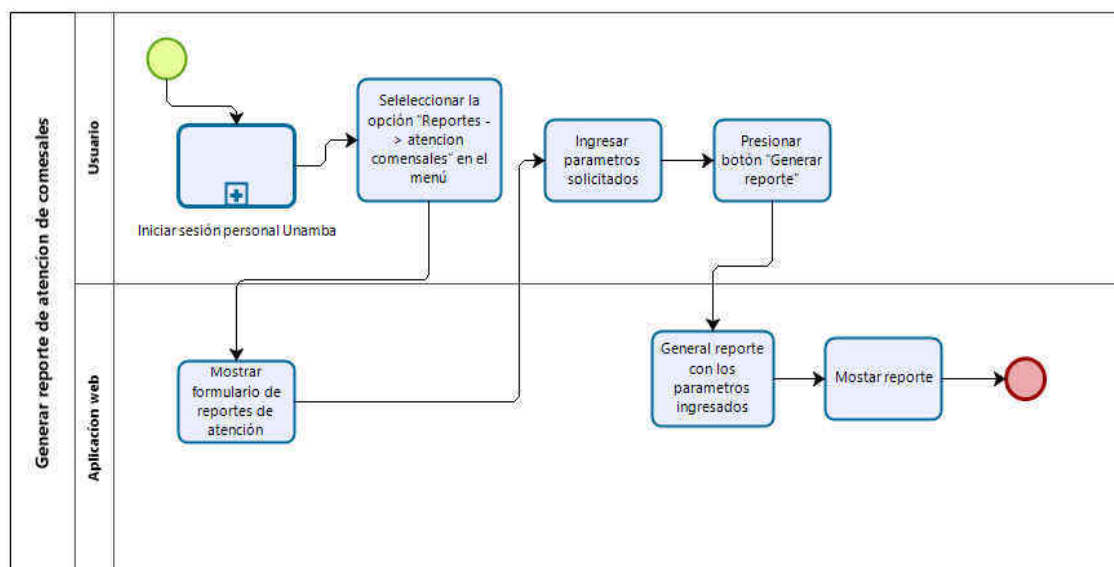 Generar reporte de atencion de comesales
Usuario
Iniciar sesión personal Unamba
Seleleccionar la
opción "Reportes -
> atencion
comensales" en el
menú
Ingresar
parametros
solicitados
Presionar
botón "Generar
reporte"
Aplicacion web
Mostrar
formulario de
reportes de
atención
General reporte
con los
parametros
ingresados
Mostar reporte